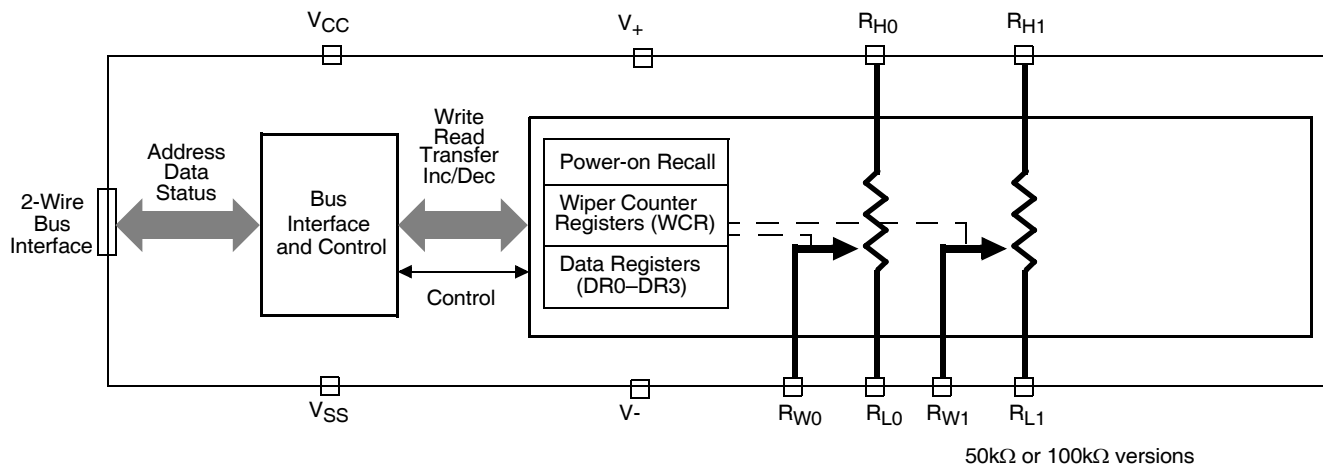 VCC
V+
RH0
RH1
Write
Read
Transfer
Inc/Dec
Address
Data
Status
2-Wire
Bus
Interface
Bus
Interface
and Control
Power-on Recall
Wiper Counter
Registers (WCR)
Data Registers
(DR0–DR3)
Control
VSS
V-
RW0
RL0
RW1
RL1
50kΩ or 100kΩ versions